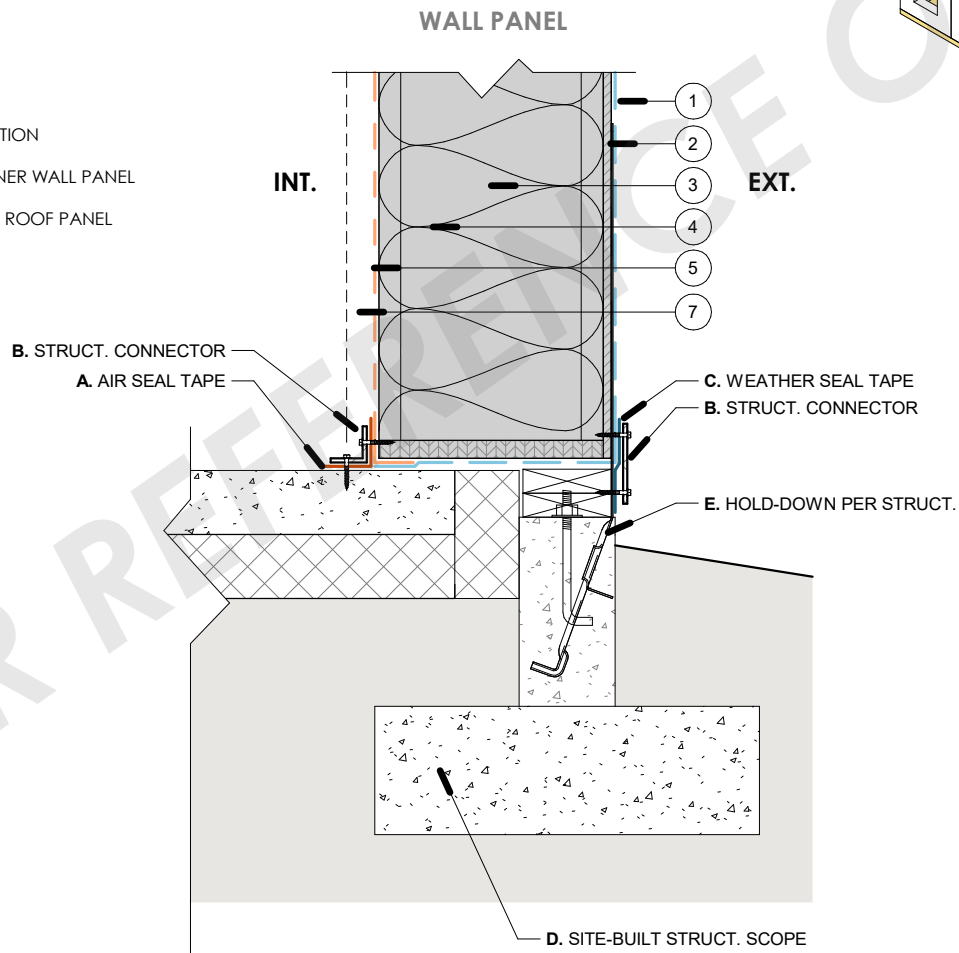 WALL PANEL
TION
NER WALL PANEL
ROOF PANEL
INT.
EXT.
1
2
3
4
5
7
B. STRUCT. CONNECTOR
A. AIR SEAL TAPE
C. WEATHER SEAL TAPE
B. STRUCT. CONNECTOR
E. HOLD-DOWN PER STRUCT.
D. SITE-BUILT STRUCT. SCOPE
R REFERENCE O